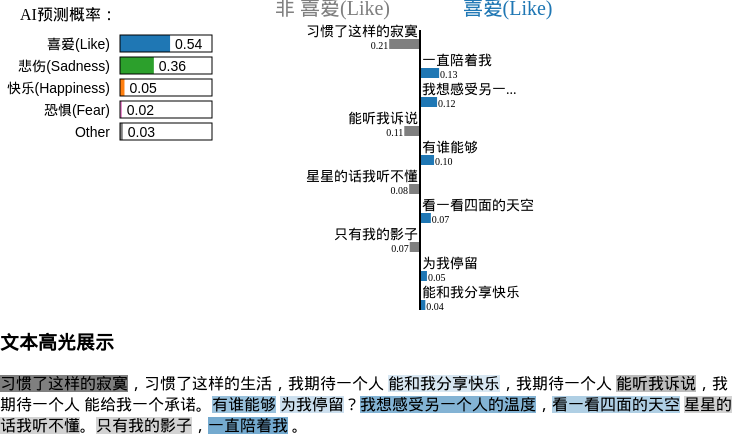 AI预测概率：
喜爱(Like) 0.54
悲伤(Sadness) 0.36
快乐(Happiness) 0.05
恐惧(Fear) 0.02
Other 0.03
非 喜爱(Like) 喜爱(Like)
习惯了这样的寂寞
0.21
一直陪着我
0.13
我想感受另一...
0.12
能听我诉说
0.11
有谁能够
0.10
星星的话我听不懂
0.08
看一看四面的天空
0.07
只有我的影子
0.07
为我停留
0.05
能和我分享快乐
0.04
文本高光展示
习惯了这样的寂寞，习惯了这样的生活，我期待一个人 能和我分享快乐，我期待一个人 能听我诉说，我
期待一个人 能给我一个承诺。有谁能够 为我停留？我想感受另一个人的温度，看一看四面的天空 星星的
话我听不懂。只有我的影子，一直陪着我 。